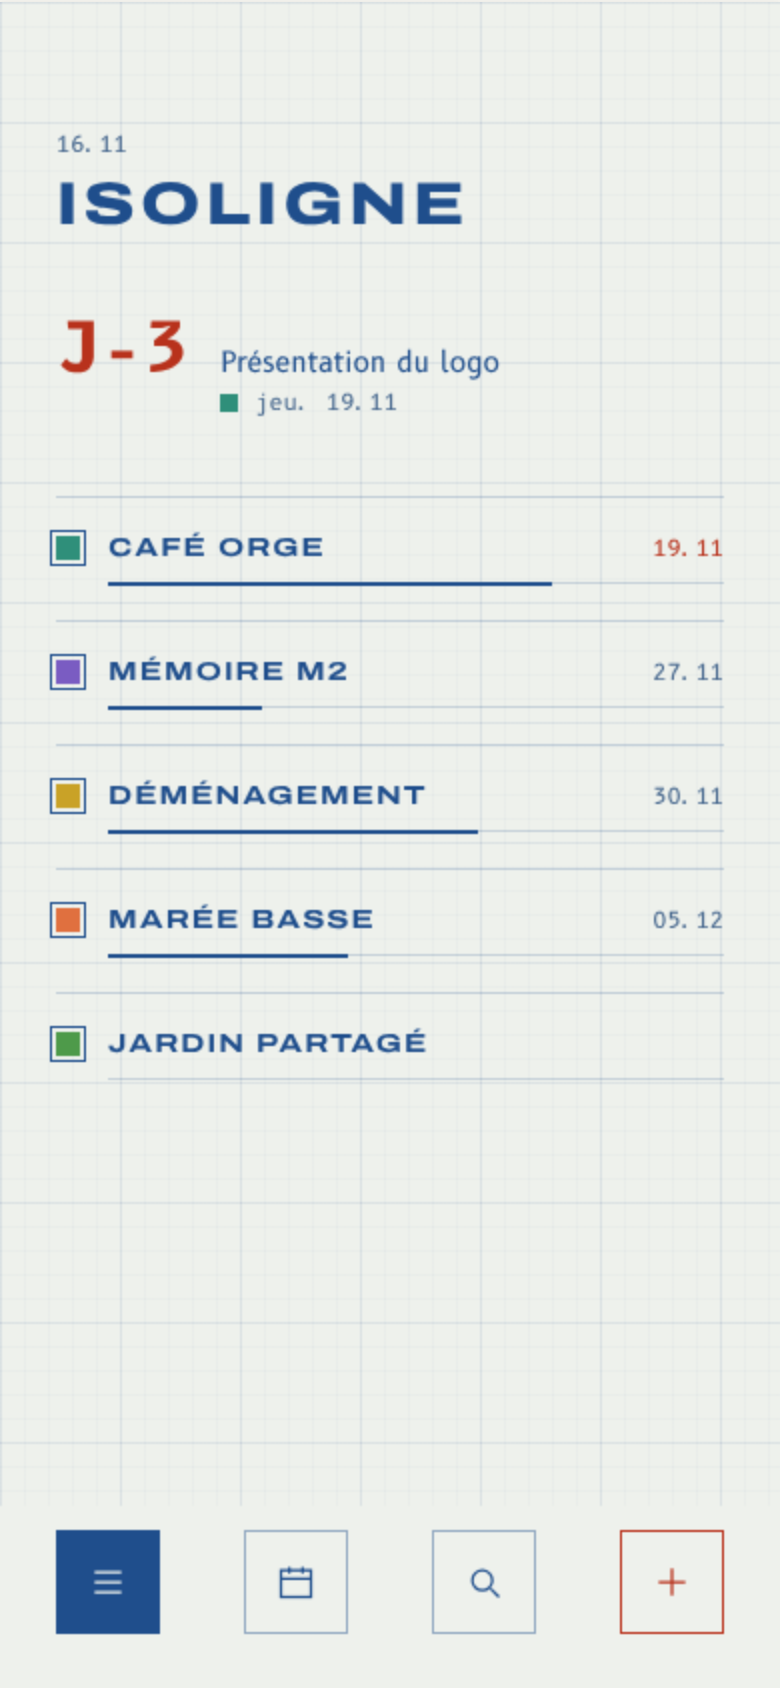 16. 11
ISOLIGNE
J-3 Présentation du logo
jeu. 19. 11
CAFÉ ORGE 19. 11
MÉMOIRE M2 27. 11
DÉMÉNAGEMENT 30. 11
MARÉE BASSE 05. 12
JARDIN PARTAGÉ